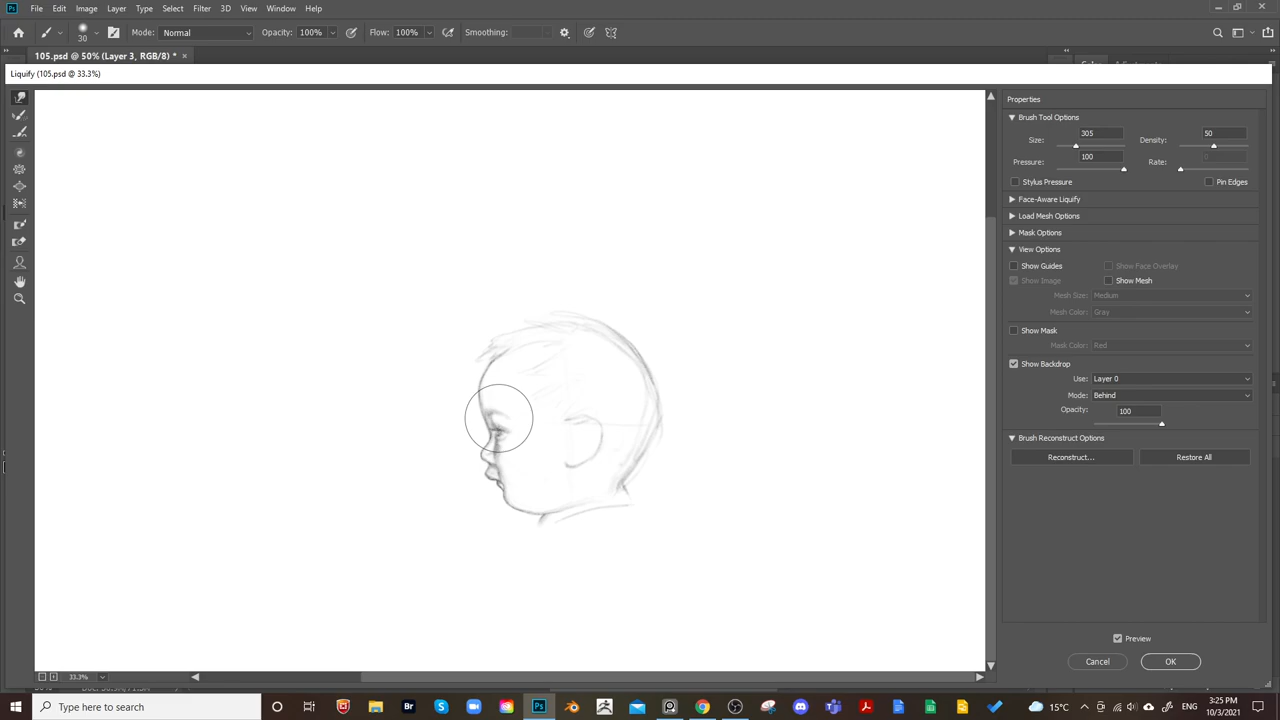 Ps File Edit Image Layer Type Select Filter 3D View Window Help
30 Mode: Normal Opacity: 100% Flow: 100% Smoothing:
105.psd @ 50% (Layer 3, RGB/8) * ×
Liquify (105.psd @ 33.3%)
Properties
Brush Tool Options
Size: 305 Density: 50
Pressure: 100 Rate: 0
Stylus Pressure Pin Edges
Face-Aware Liquify
Load Mesh Options
Mask Options
View Options
Show Guides Show Face Overlay
Show Image Show Mesh
Mesh Size: Medium
Mesh Color: Gray
Show Mask
Mask Color: Red
Show Backdrop
Use: Layer 0
Mode: Behind
Opacity: 100
Brush Reconstruct Options
Reconstruct... Restore All
Preview
Cancel OK
33.3%
Type here to search Br Ps 15°C 3:25 PM
10/3/2021